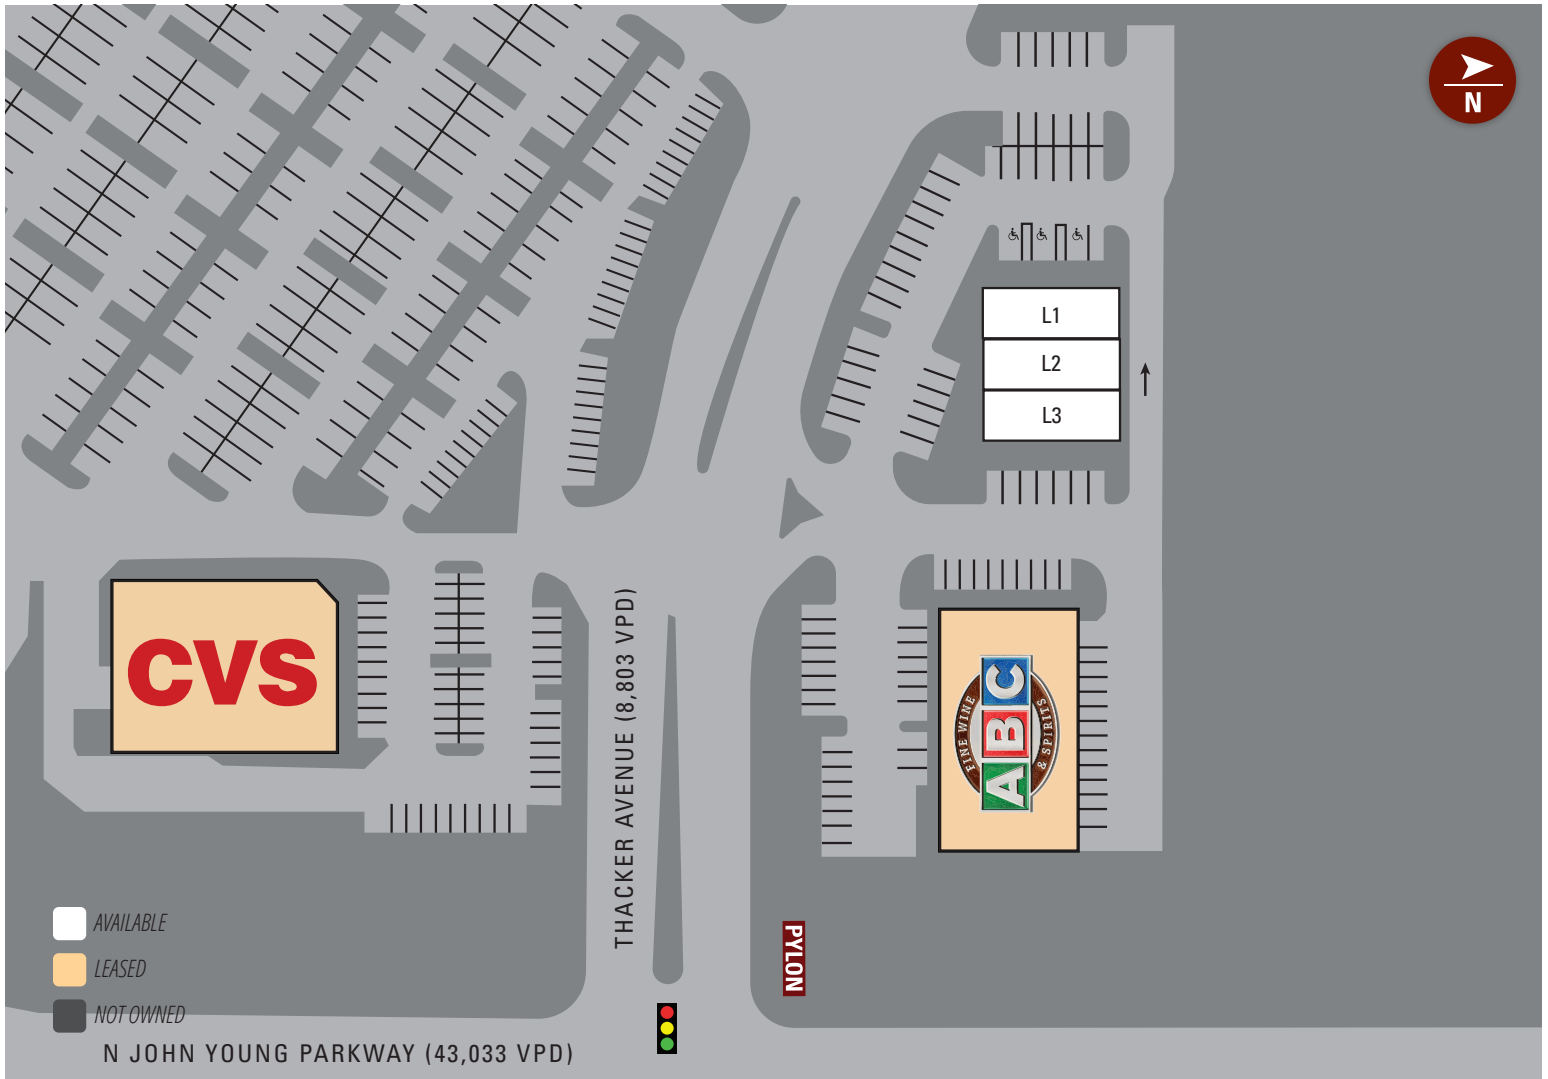 N
L1
L2
L3
CVS
THACKER AVENUE (8,803 VPD)
FINE WINE
ABC
& SPIRITS
PYLON
AVAILABLE
LEASED
NOT OWNED
N JOHN YOUNG PARKWAY (43,033 VPD)